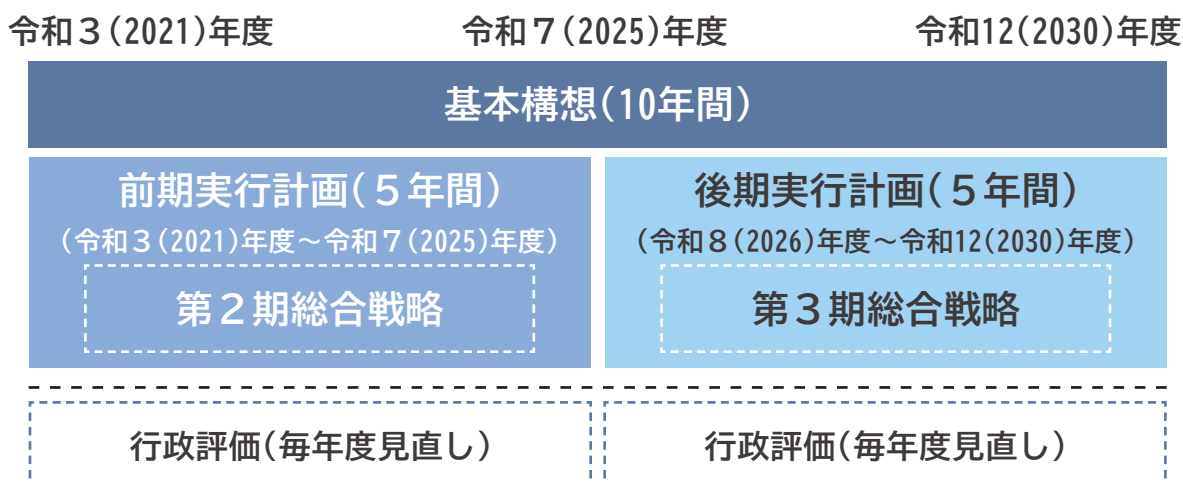 令和３(2021)年度 令和７(2025)年度 令和12(2030)年度
基本構想(10年間)
前期実行計画(５年間)
(令和３(2021)年度～令和７(2025)年度)
第２期総合戦略
後期実行計画(５年間)
(令和８(2026)年度～令和12(2030)年度)
第３期総合戦略
行政評価(毎年度見直し)
行政評価(毎年度見直し)